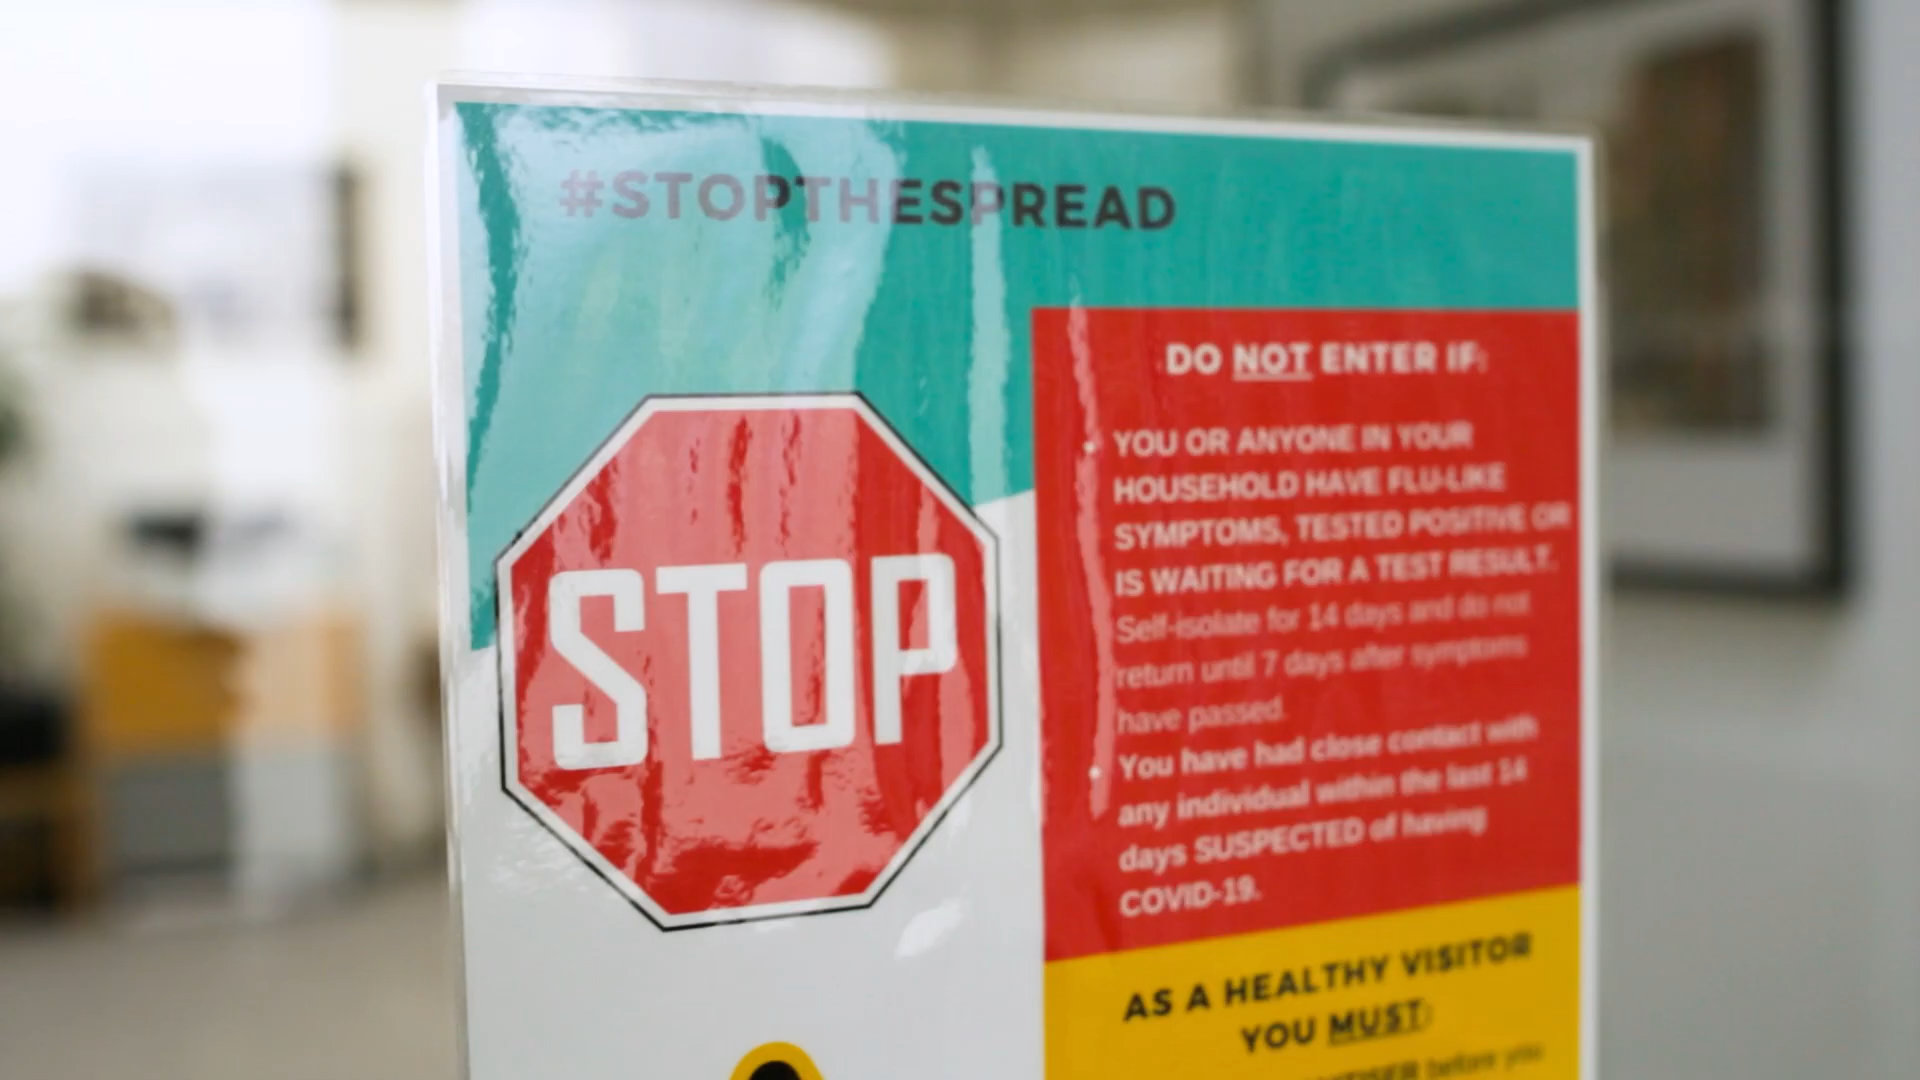 #STOPTHESPREAD
STOP
DO NOT ENTER IF:
• YOU OR ANYONE IN YOUR
HOUSEHOLD HAVE FLU-LIKE
SYMPTOMS, TESTED POSITIVE OR
IS WAITING FOR A TEST RESULT.
Self-isolate for 14 days and do not
return until 7 days after symptoms
have passed.
• You have had close contact with
any individual within the last 14
days SUSPECTED of having
COVID-19.
AS A HEALTHY VISITOR
YOU MUST:
before you